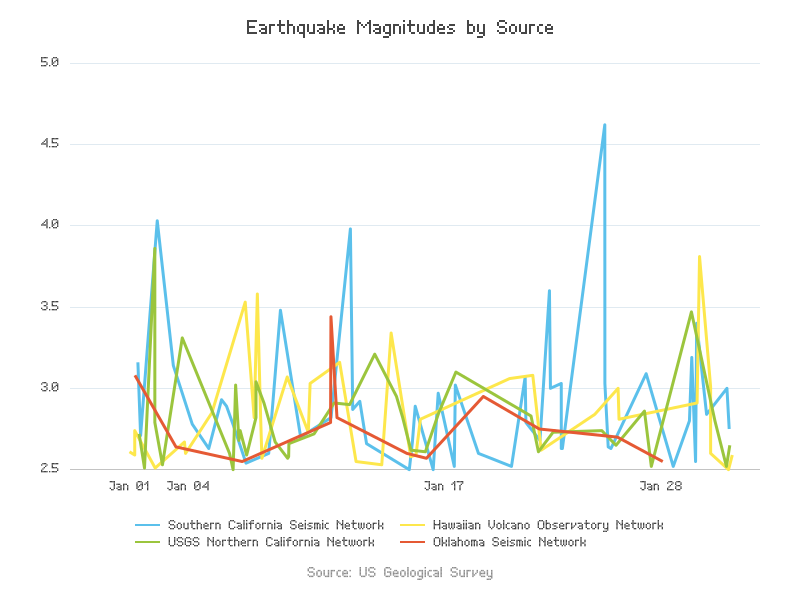 Earthquake Magnitudes by Source
5.0
4.5
4.0
3.5
3.0
2.5
Jan 01 Jan 04 Jan 17 Jan 28
Southern California Seismic Network Hawaiian Volcano Observatory Network
USGS Northern California Network Oklahoma Seismic Network
Source: US Geological Survey